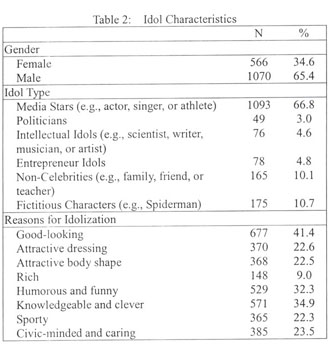 Table 2: Idol Characteristics
N %
Gender
Female 566 34.6
Male 1070 65.4
Idol Type
Media Stars (e.g., actor, singer, or athlete) 1093 66.8
Politicians 49 3.0
Intellectual Idols (e.g., scientist, writer, 76 4.6
musician, or artist)
Entrepreneur Idols 78 4.8
Non-Celebrities (e.g., family, friend, or 165 10.1
teacher)
Fictitious Characters (e.g., Spiderman) 175 10.7
Reasons for Idolization
Good-looking 677 41.4
Attractive dressing 370 22.6
Attractive body shape 368 22.5
Rich 148 9.0
Humorous and funny 529 32.3
Knowledgeable and clever 571 34.9
Sporty 365 22.3
Civic-minded and caring 385 23.5